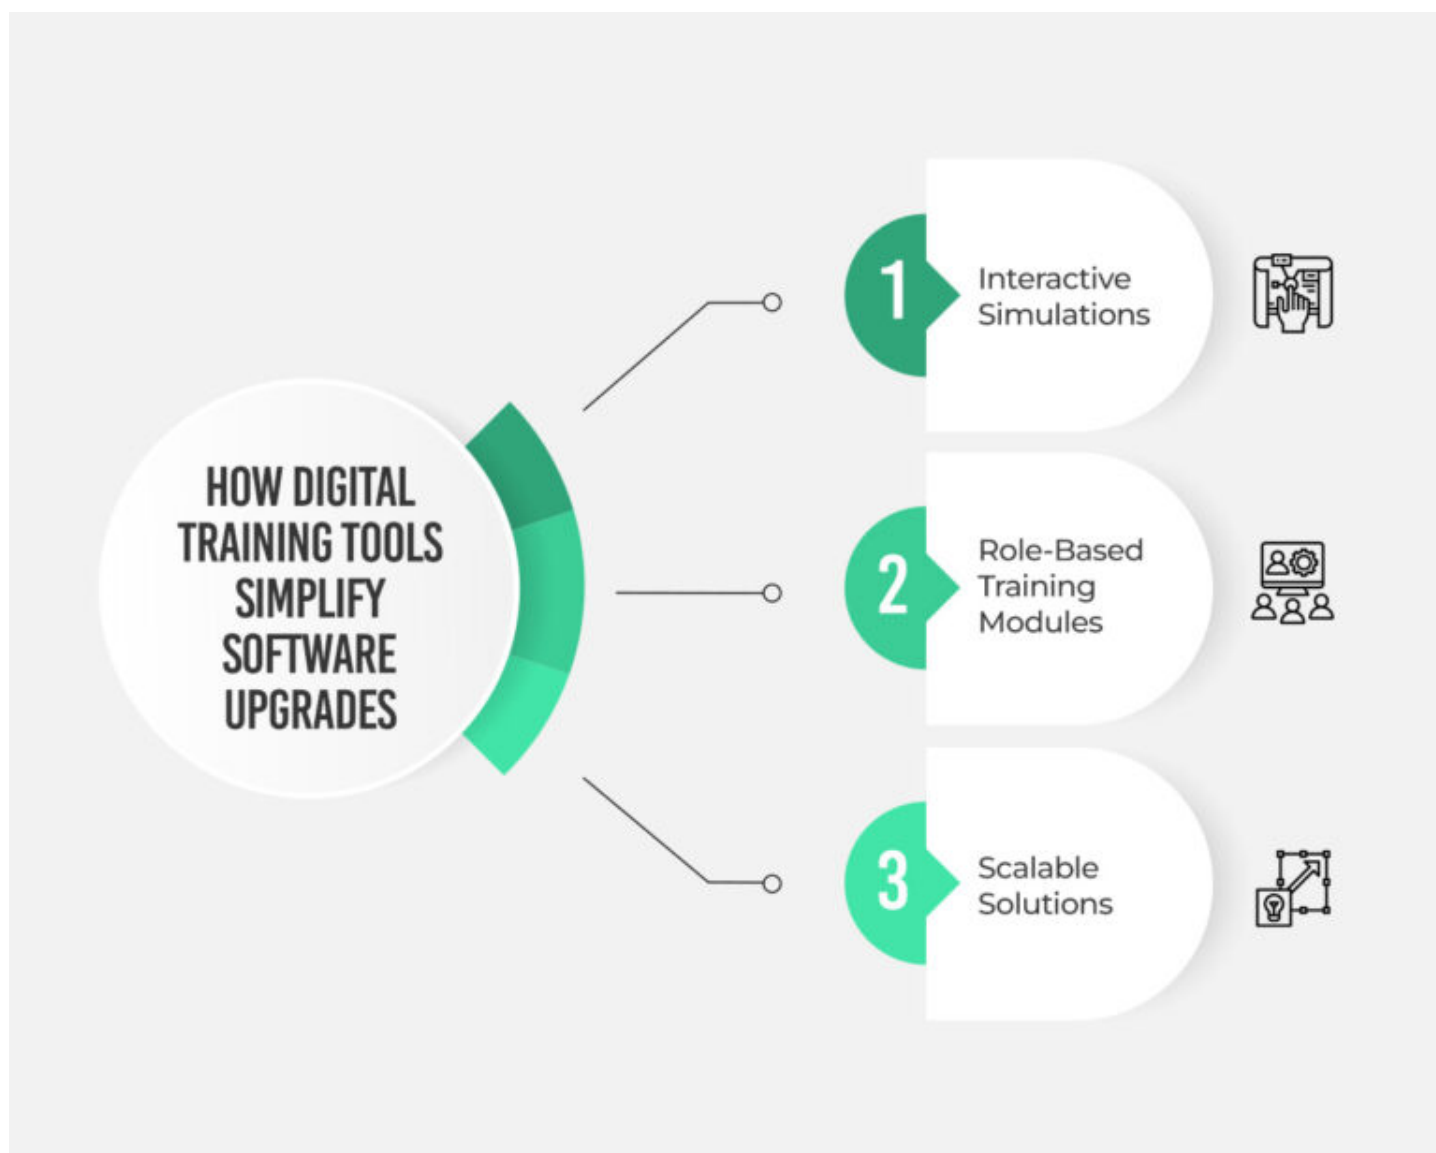 HOW DIGITAL
TRAINING TOOLS
SIMPLIFY
SOFTWARE
UPGRADES
1
Interactive
Simulations
2
Role-Based
Training
Modules
3
Scalable
Solutions